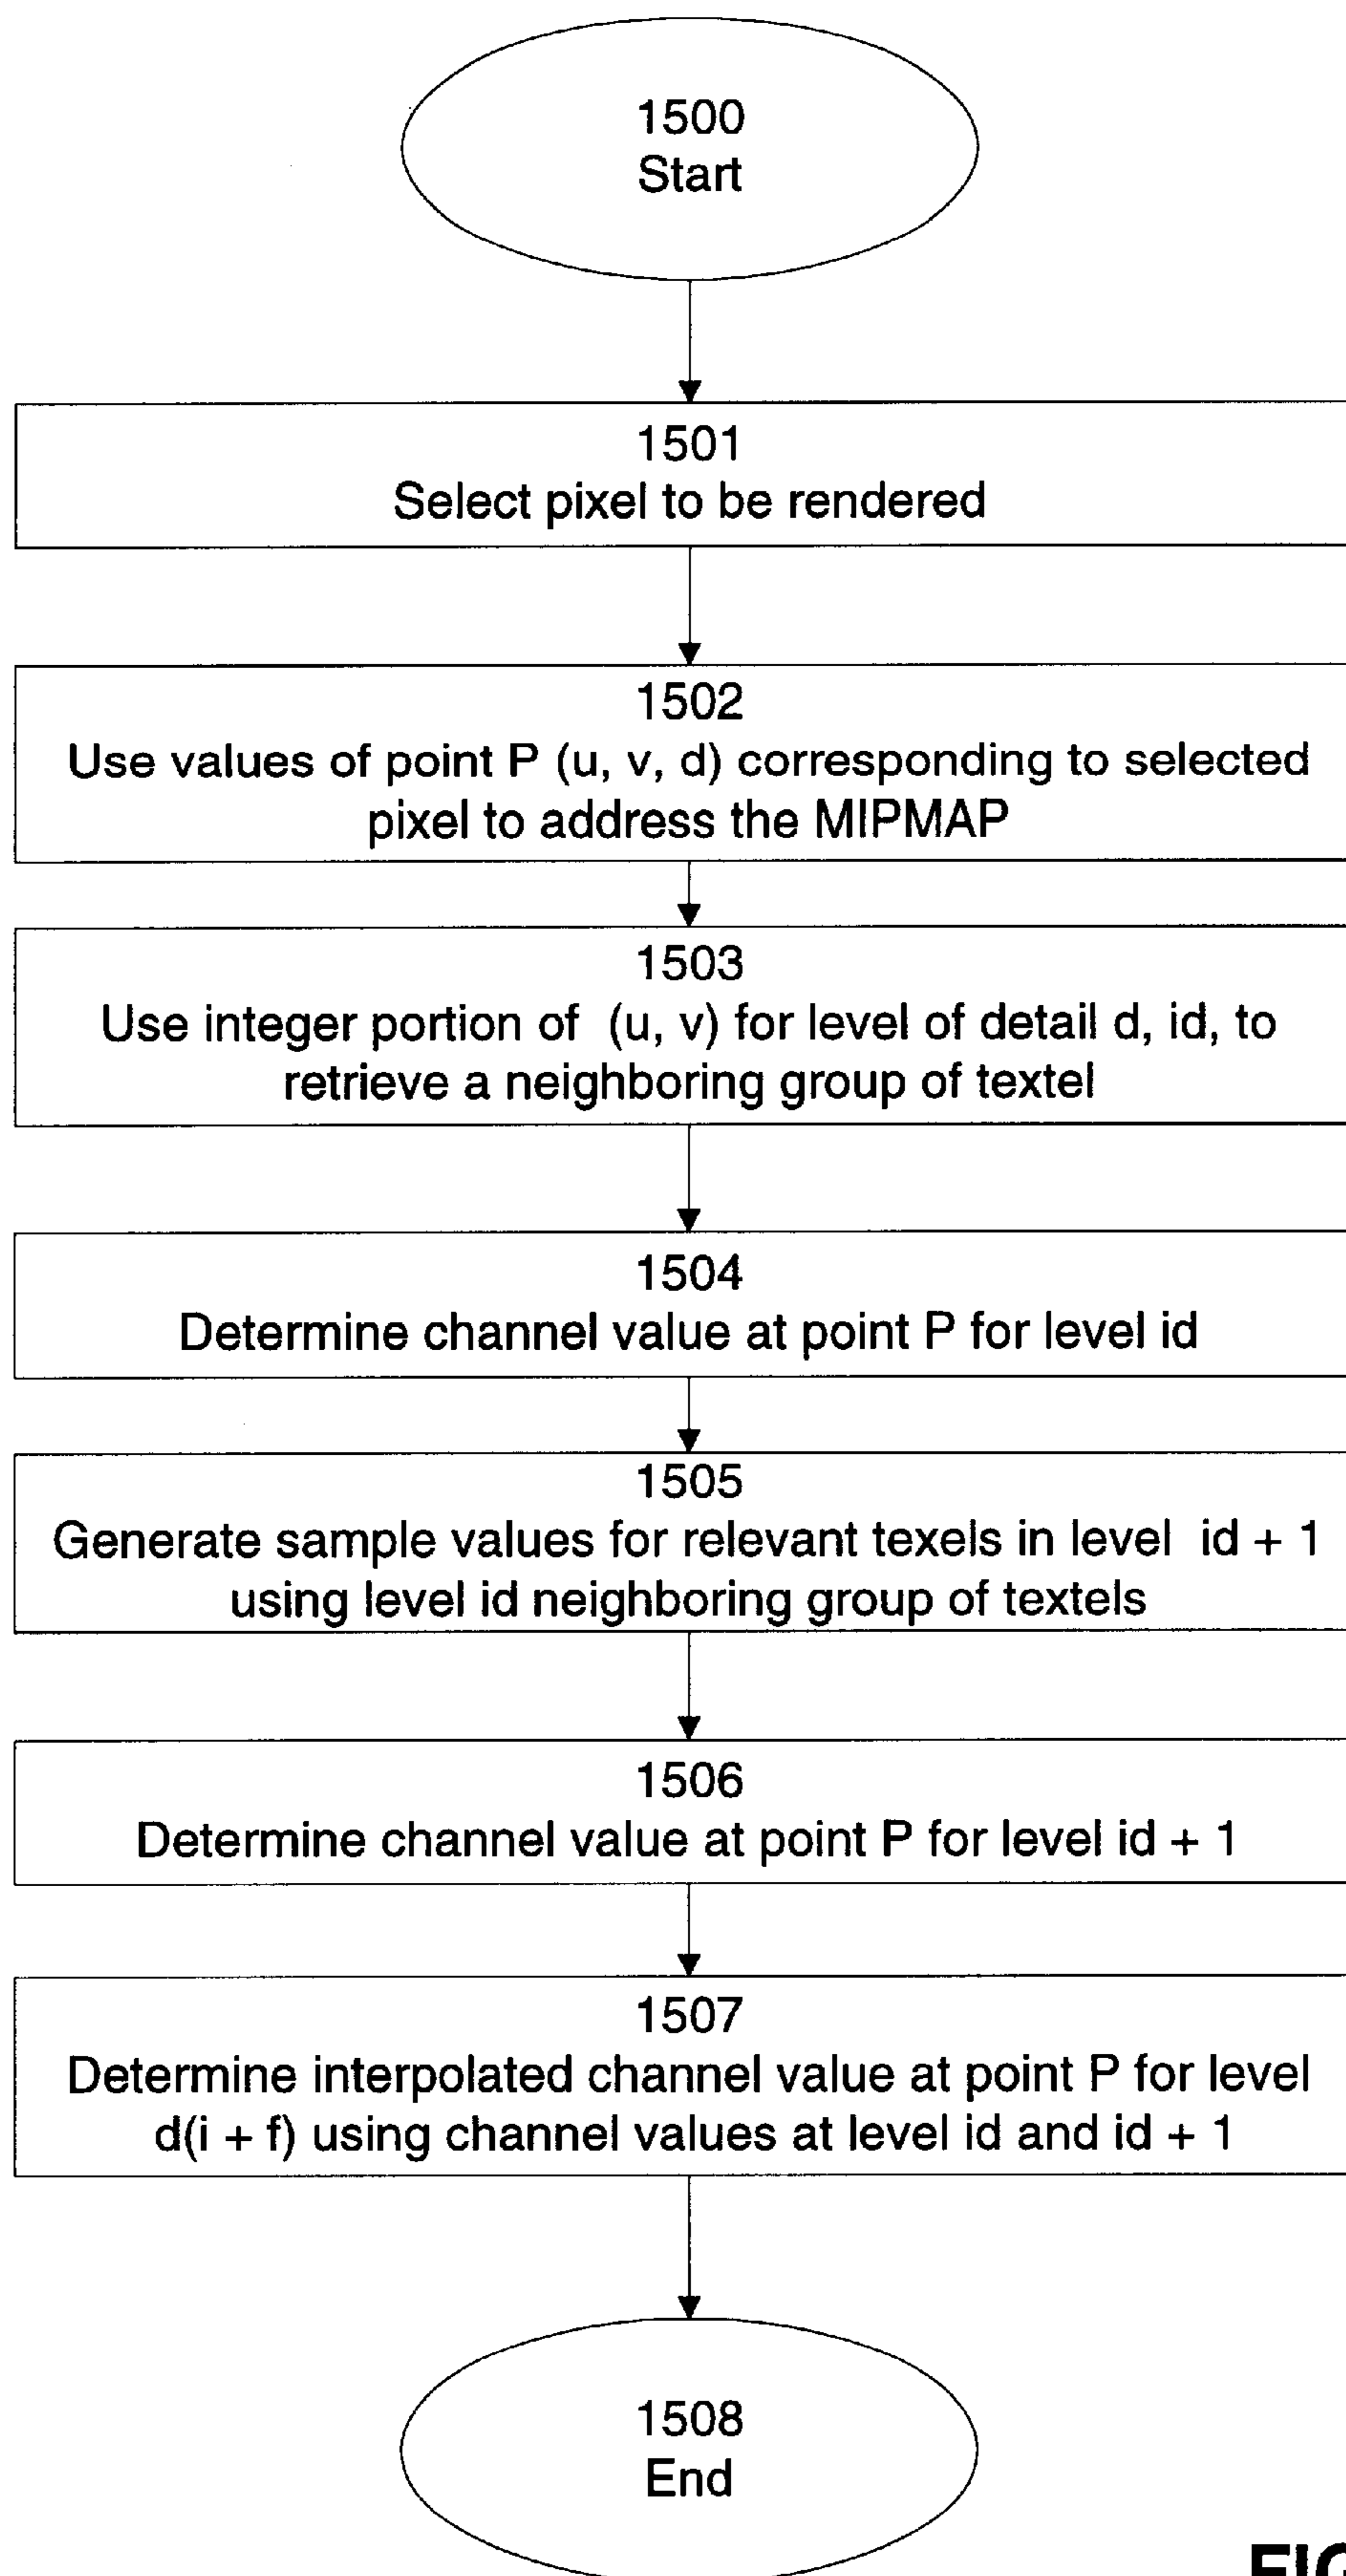 1500
Start
1501
Select pixel to be rendered
1502
Use values of point P (u, v, d) corresponding to selected
pixel to address the MIPMAP
1503
Use integer portion of (u, v) for level of detail d, id, to
retrieve a neighboring group of textel
1504
Determine channel value at point P for level id
1505
Generate sample values for relevant texels in level id + 1
using level id neighboring group of textels
1506
Determine channel value at point P for level id + 1
1507
Determine interpolated channel value at point P for level
d(i + f) using channel values at level id and id + 1
1508
End